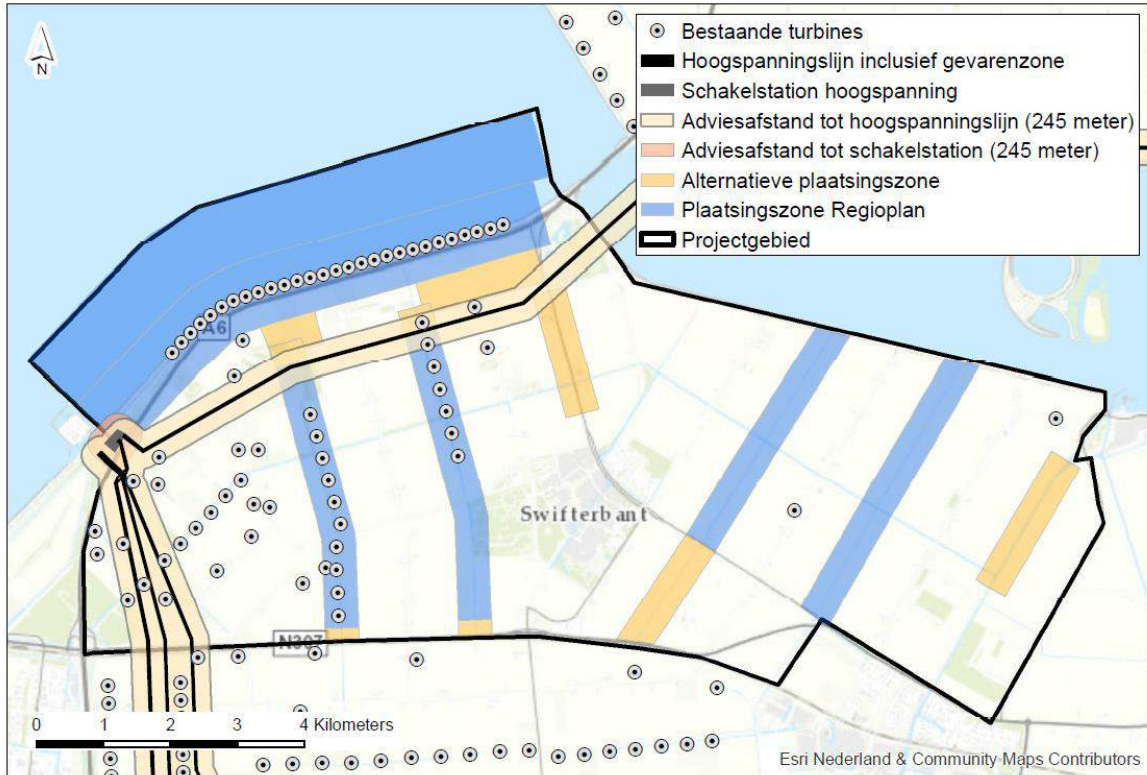 N
Bestaande turbines
Hoogspanningslijn inclusief gevarenzone
Schakelstation hoogspanning
Adviesafstand tot hoogspanningslijn (245 meter)
Adviesafstand tot schakelstation (245 meter)
Alternatieve plaatsingszone
Plaatsingszone Regioplan
Projectgebied
A6
Swifterbant
N307
0 1 2 3 4 Kilometers
Esri Nederland & Community Maps Contributors